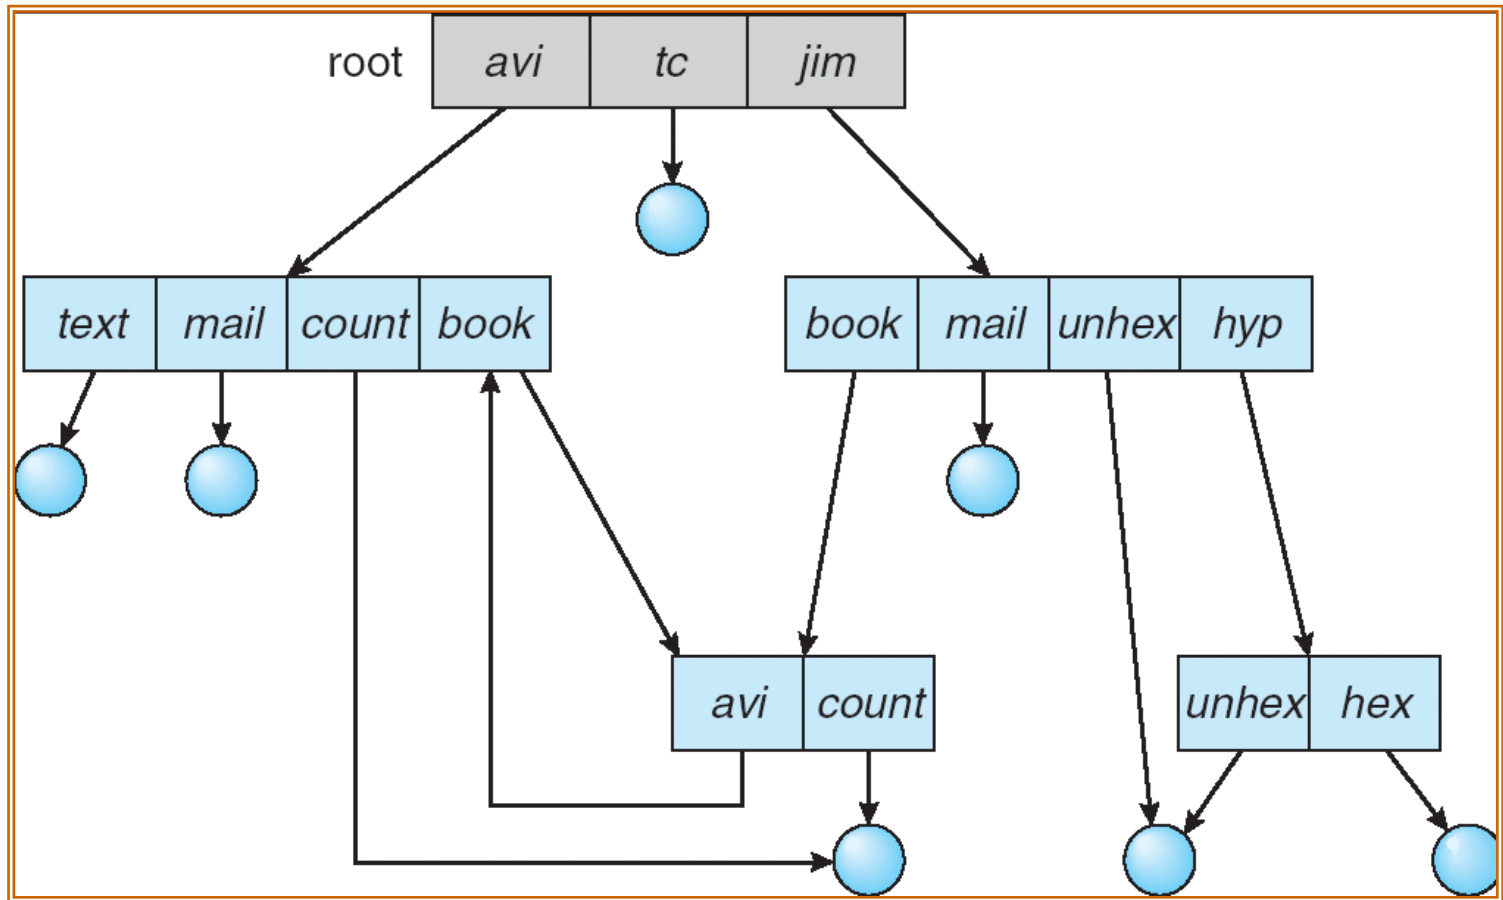 root avi tc jim
text mail count book book mail unhex hyp
avi count unhex hex